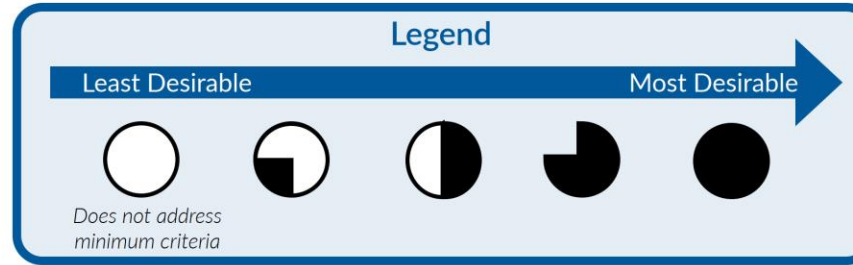 Legend
Least Desirable Most Desirable
Does not address
minimum criteria